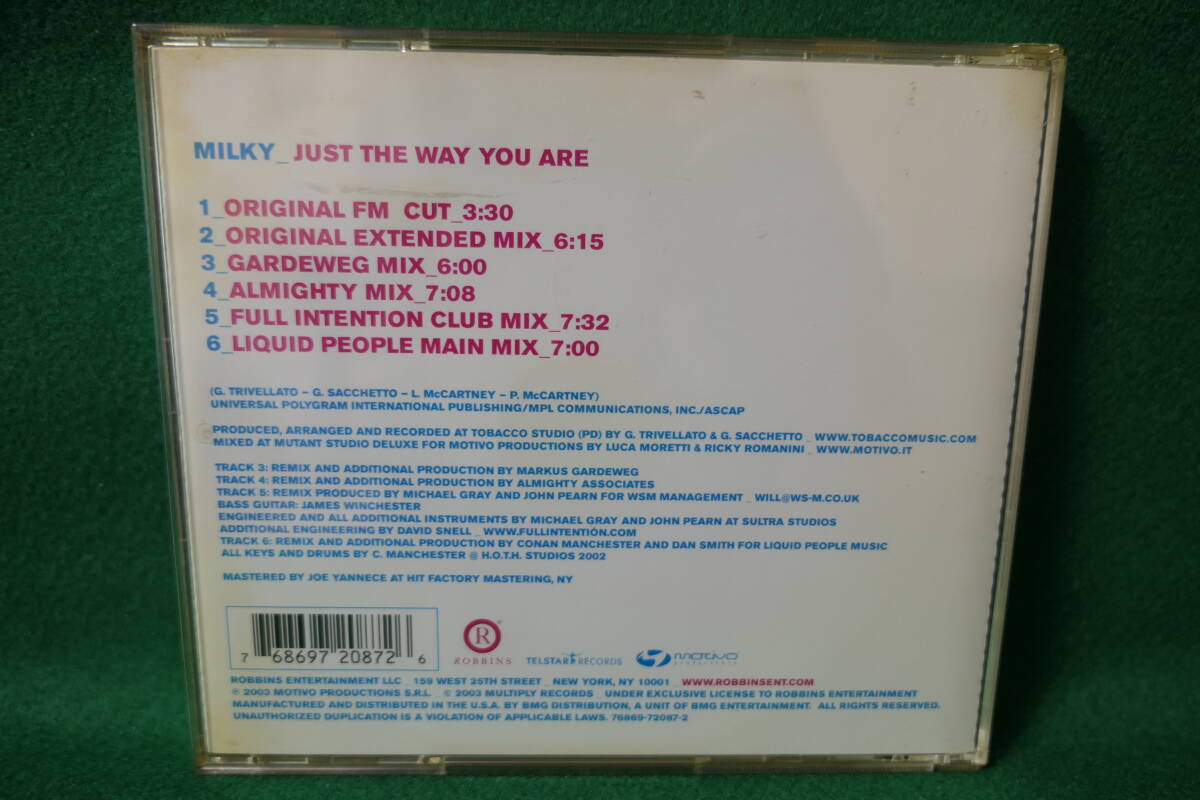 MILKY_ JUST THE WAY YOU ARE
1_ORIGINAL FM CUT_3:30
2_ORIGINAL EXTENDED MIX_6:15
3_GARDEWEG MIX_6:00
4_ALMIGHTY MIX_7:08
5_FULL INTENTION CLUB MIX_7:32
6_LIQUID PEOPLE MAIN MIX_7:00
(G. TRIVELLATO – G. SACCHETTO – L. McCARTNEY – P. McCARTNEY)
UNIVERSAL POLYGRAM INTERNATIONAL PUBLISHING/MPL COMMUNICATIONS, INC./ASCAP
PRODUCED, ARRANGED AND RECORDED AT TOBACCO STUDIO (PD) BY G. TRIVELLATO & G. SACCHETTO _ WWW.TOBACCOMUSIC.COM
MIXED AT MUTANT STUDIO DELUXE FOR MOTIVO PRODUCTIONS BY LUCA MORETTI & RICKY ROMANINI _ WWW.MOTIVO.IT
TRACK 3: REMIX AND ADDITIONAL PRODUCTION BY MARKUS GARDEWEG
TRACK 4: REMIX AND ADDITIONAL PRODUCTION BY ALMIGHTY ASSOCIATES
TRACK 5: REMIX PRODUCED BY MICHAEL GRAY AND JOHN PEARN FOR WSM MANAGEMENT _ WILL@WS-M.CO.UK
BASS GUITAR: JAMES WINCHESTER
ENGINEERED AND ALL ADDITIONAL INSTRUMENTS BY MICHAEL GRAY AND JOHN PEARN AT SULTRA STUDIOS
ADDITIONAL ENGINEERING BY DAVID SNELL _ WWW.FULLINTENTION.COM
TRACK 6: REMIX AND ADDITIONAL PRODUCTION BY CONAN MANCHESTER AND DAN SMITH FOR LIQUID PEOPLE MUSIC
ALL KEYS AND DRUMS BY C. MANCHESTER @ H.O.T.H. STUDIOS 2002
MASTERED BY JOE YANNECE AT HIT FACTORY MASTERING, NY
7 68697 20872 6
R ROBBINS
TELSTAR RECORDS
MOTIVO
ROBBINS ENTERTAINMENT LLC _ 159 WEST 25TH STREET _ NEW YORK, NY 10001 _ WWW.ROBBINSENT.COM
℗ 2003 MOTIVO PRODUCTIONS S.R.L. _ © 2003 MULTIPLY RECORDS _ UNDER EXCLUSIVE LICENSE TO ROBBINS ENTERTAINMENT
MANUFACTURED AND DISTRIBUTED IN THE U.S.A. BY BMG DISTRIBUTION, A UNIT OF BMG ENTERTAINMENT. ALL RIGHTS RESERVED.
UNAUTHORIZED DUPLICATION IS A VIOLATION OF APPLICABLE LAWS. 76869-72087-2